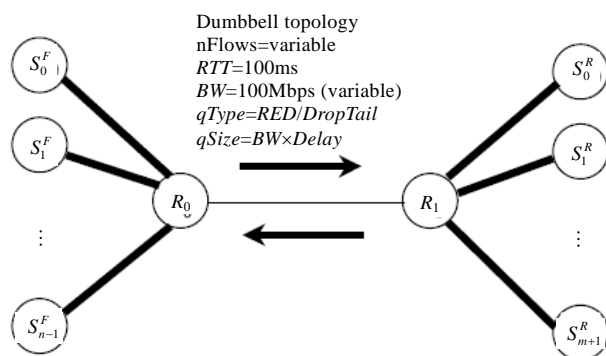 Dumbbell topology
nFlows=variable
RTT=100ms
BW=100Mbps (variable)
qType=RED/DropTail
qSize=BW×Delay
S₀ᶠ
S₀ᴿ
S₁ᶠ
S₁ᴿ
R₀
R₁
⋮
⋮
Sₙ₋₁ᶠ
Sₘ₊₁ᴿ